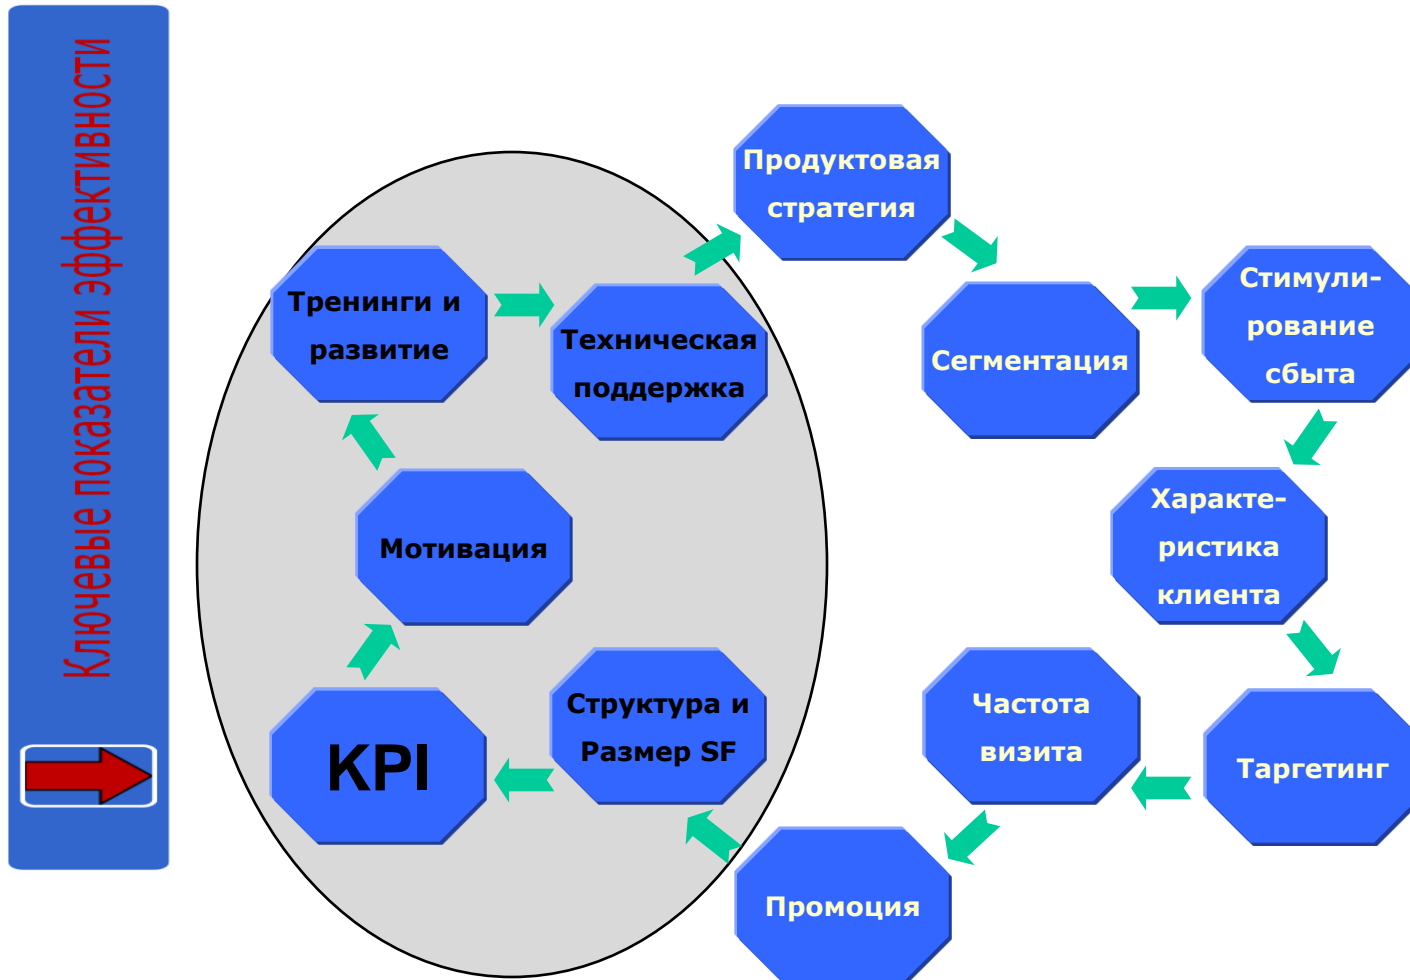 Ключевые показатели эффективности
Продуктовая
стратегия
Тренинги и
развитие
Техническая
поддержка
Сегментация
Стимули-
рование
сбыта
Мотивация
Характе-
ристика
клиента
KPI
Структура и
Размер SF
Частота
визита
Таргетинг
Промоция